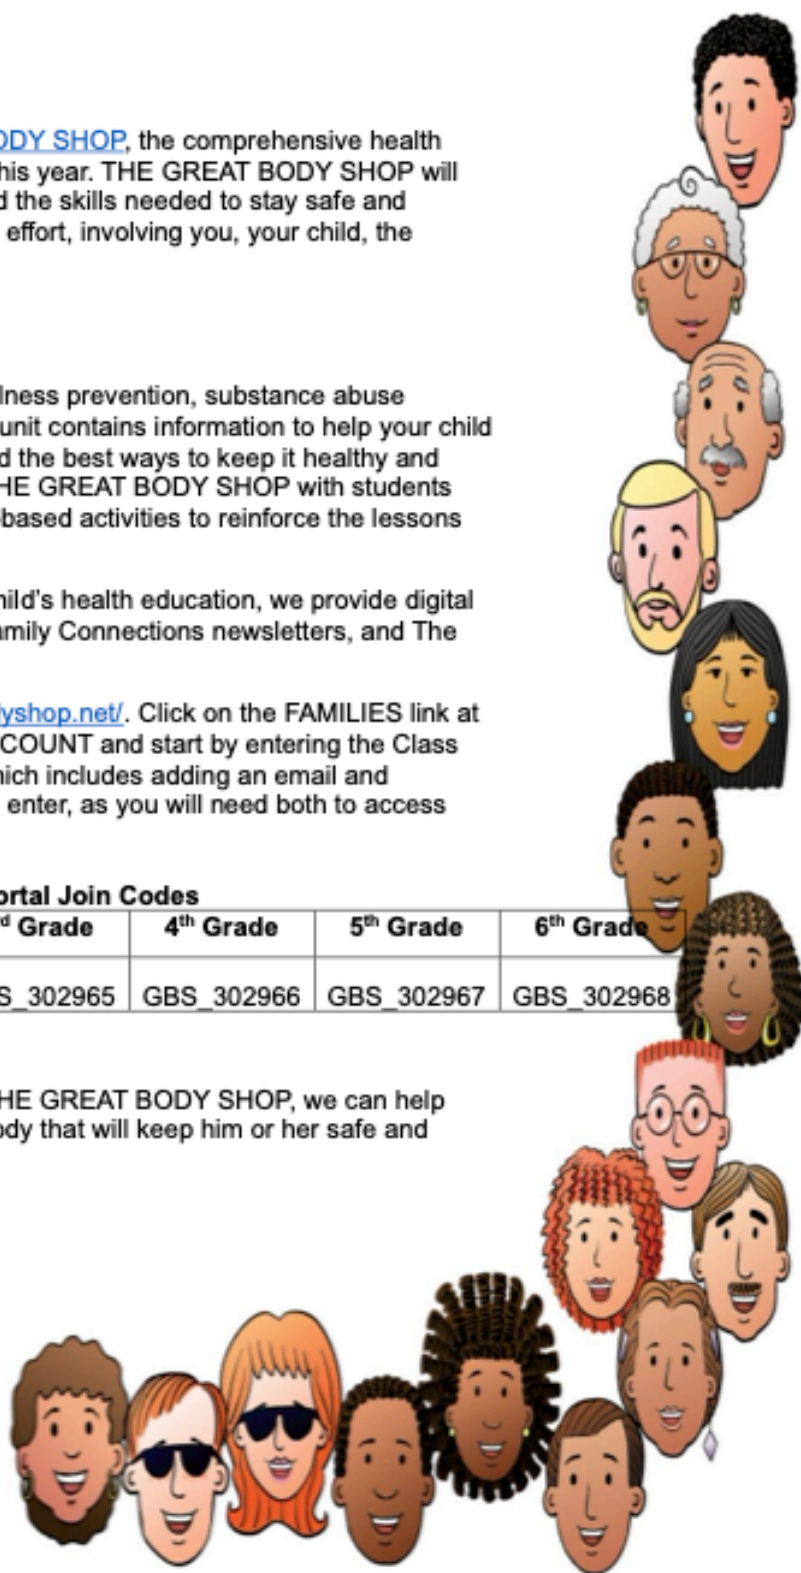 ODY SHOP, the comprehensive health
his year. THE GREAT BODY SHOP will
d the skills needed to stay safe and
effort, involving you, your child, the
lness prevention, substance abuse
unit contains information to help your child
d the best ways to keep it healthy and
HE GREAT BODY SHOP with students
based activities to reinforce the lessons
hild's health education, we provide digital
amily Connections newsletters, and The
dyshop.net/. Click on the FAMILIES link at
COUNT and start by entering the Class
hich includes adding an email and
enter, as you will need both to access
ortal Join Codes
rd Grade 4th Grade 5th Grade 6th Grade
S_302965 GBS_302966 GBS_302967 GBS_302968
HE GREAT BODY SHOP, we can help
ody that will keep him or her safe and